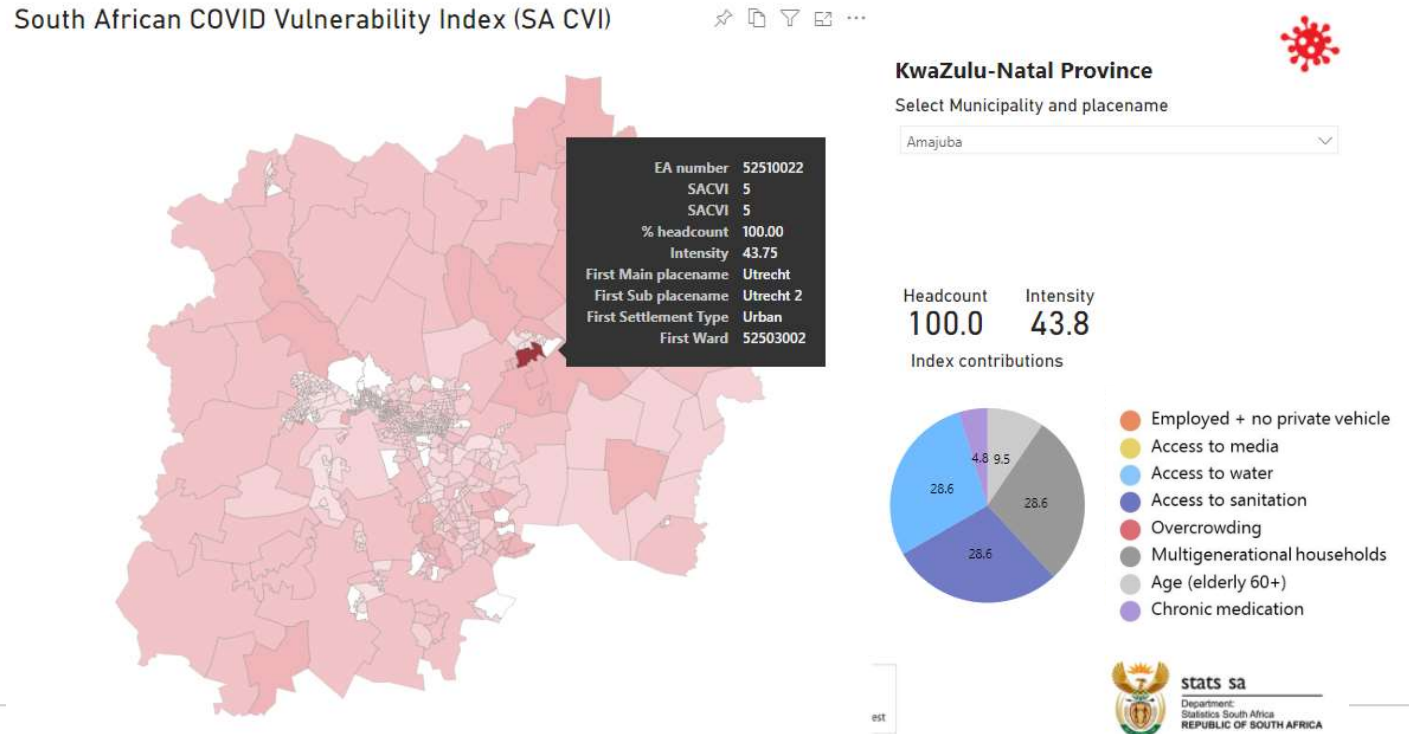 South African COVID Vulnerability Index (SA CVI)
KwaZulu-Natal Province
Select Municipality and placename
Amajuba
EA number 52510022
SACVI 5
SACVI 5
% headcount 100.00
Intensity 43.75
First Main placename Utrecht
First Sub placename Utrecht 2
First Settlement Type Urban
First Ward 52503002
Headcount Intensity
100.0 43.8
Index contributions
4.8 9.5
28.6 28.6
28.6
Employed + no private vehicle
Access to media
Access to water
Access to sanitation
Overcrowding
Multigenerational households
Age (elderly 60+)
Chronic medication
est
stats sa
Department:
Statistics South Africa
REPUBLIC OF SOUTH AFRICA